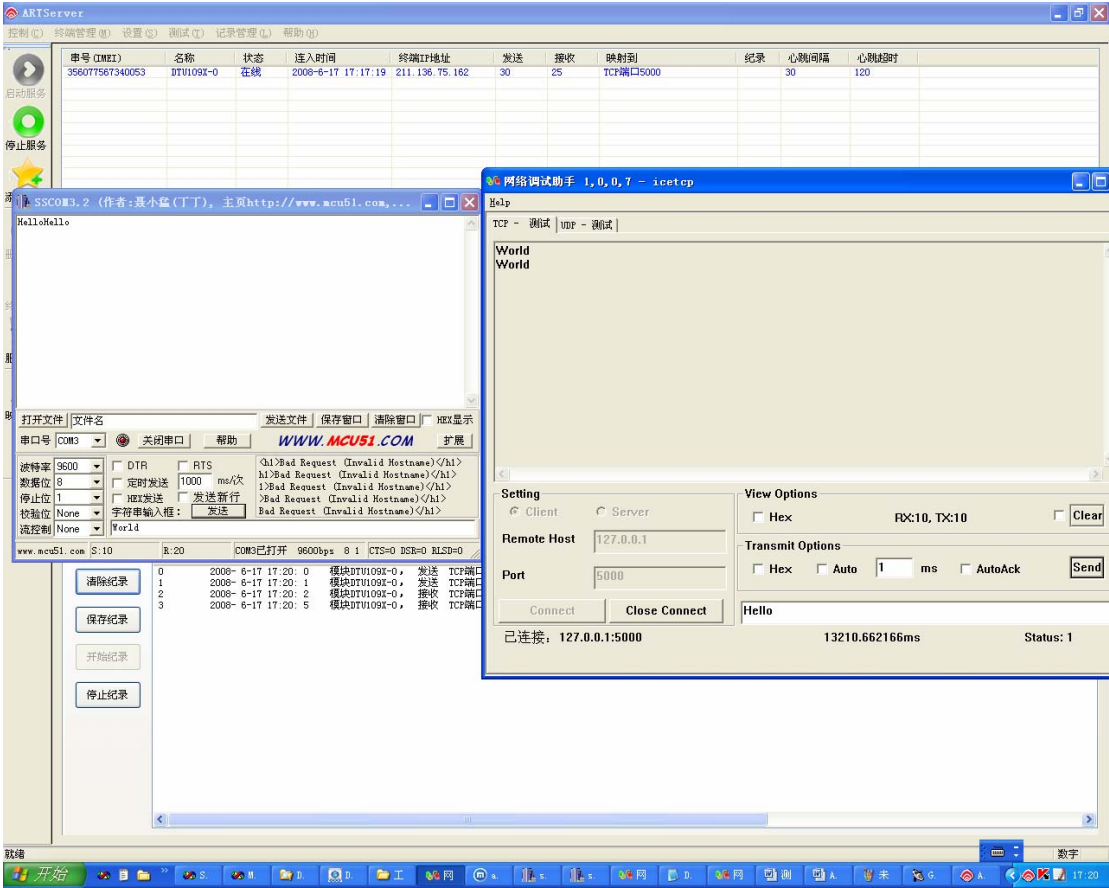 ARTServer
控制(C) 终端管理(M) 设置(S) 测试(T) 记录管理(L) 帮助(H)
串号(IMEI) 名称 状态 连入时间 终端IP地址 发送 接收 映射到 纪录 心跳间隔 心跳超时
356077567340053 DTU109X-0 在线 2008-6-17 17:17:19 211.136.75.162 30 25 TCP端口5000 30 120
启动服务
停止服务
SSCOM3.2 (作者:聂小猛(丁丁), 主页http://www.mcu51.com,...
HelloHello
打开文件 文件名 发送文件 保存窗口 清除窗口 HEX显示
串口号 COM3 关闭串口 帮助 WWW.MCU51.COM 扩展
波特率 9600 DTR RTS
数据位 8 定时发送 1000 ms/次
停止位 1 HEX发送 发送新行
校验位 None 字符串输入框: 发送
流控制 None World
<h1>Bad Request (Invalid Hostname)</h1>
h1>Bad Request (Invalid Hostname)</h1>
1>Bad Request (Invalid Hostname)</h1>
>Bad Request (Invalid Hostname)</h1>
Bad Request (Invalid Hostname)</h1>
www.mcu51.com S:10 R:20 COM3已打开 9600bps 8 1 CTS=0 DSR=0 RLSD=0
网络调试助手 1,0,0,7 - icetcp
Help
TCP - 测试 UDP - 测试
World
World
Setting
Client Server
Remote Host 127.0.0.1
Port 5000
Connect Close Connect
View Options
Hex RX:10, TX:10 Clear
Transmit Options
Hex Auto 1 ms AutoAck Send
Hello
已连接：127.0.0.1:5000 13210.662166ms Status: 1
清除纪录
保存纪录
开始纪录
停止纪录
0 2008- 6-17 17:20: 0 模块DTU109X-0, 发送 TCP端口
1 2008- 6-17 17:20: 1 模块DTU109X-0, 发送 TCP端口
2 2008- 6-17 17:20: 2 模块DTU109X-0, 接收 TCP端口
3 2008- 6-17 17:20: 5 模块DTU109X-0, 接收 TCP端口
就绪 数字
开始 S. M. D. D. 工 网 a. s. s. 网 D. 网 测 A. 未 G. A. 17:20